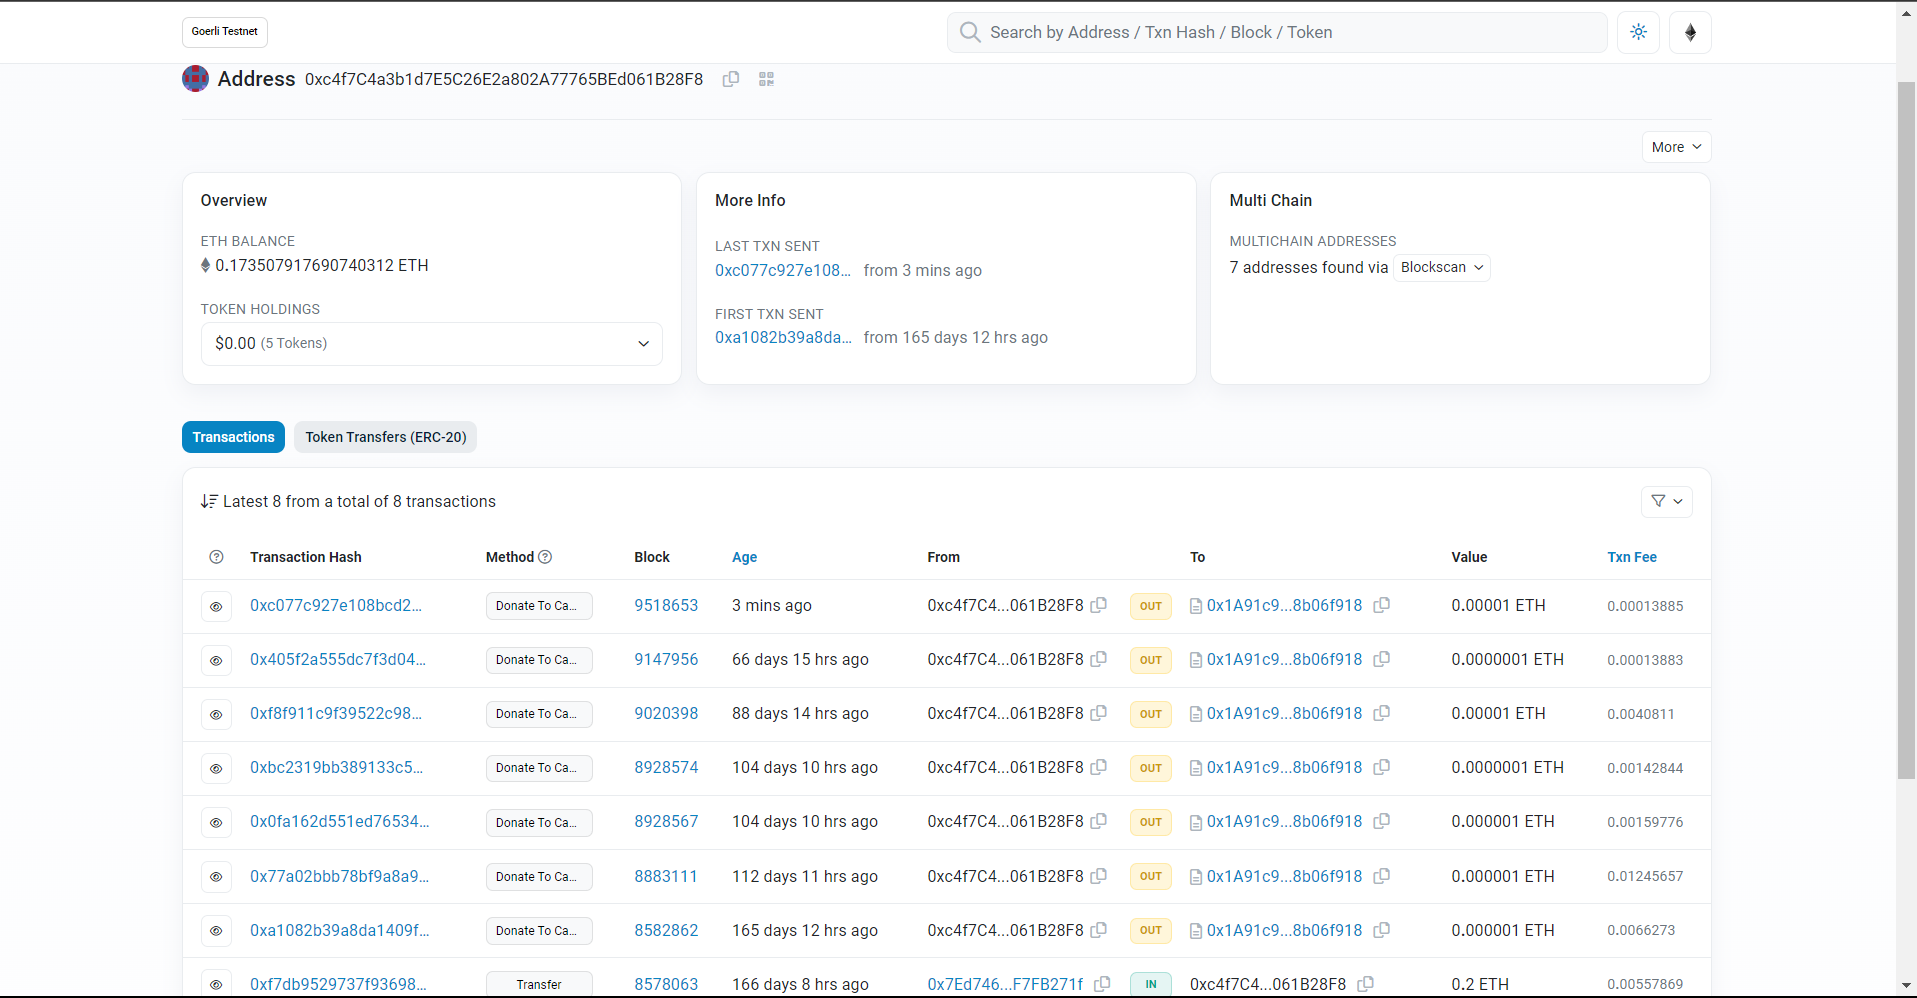 Goerli Testnet
Search by Address / Txn Hash / Block / Token
Address 0xc4f7C4a3b1d7E5C26E2a802A77765BEd061B28F8
More
Overview
ETH BALANCE
0.173507917690740312 ETH
TOKEN HOLDINGS
$0.00 (5 Tokens)
More Info
LAST TXN SENT
0xc077c927e108... from 3 mins ago
FIRST TXN SENT
0xa1082b39a8da... from 165 days 12 hrs ago
Multi Chain
MULTICHAIN ADDRESSES
7 addresses found via Blockscan
Transactions Token Transfers (ERC-20)
Latest 8 from a total of 8 transactions
Transaction Hash Method Block Age From To Value Txn Fee
0xc077c927e108bcd2... Donate To Ca... 9518653 3 mins ago 0xc4f7C4...061B28F8 OUT 0x1A91c9...8b06f918 0.00001 ETH 0.00013885
0x405f2a555dc7f3d04... Donate To Ca... 9147956 66 days 15 hrs ago 0xc4f7C4...061B28F8 OUT 0x1A91c9...8b06f918 0.0000001 ETH 0.00013883
0xf8f911c9f39522c98... Donate To Ca... 9020398 88 days 14 hrs ago 0xc4f7C4...061B28F8 OUT 0x1A91c9...8b06f918 0.00001 ETH 0.0040811
0xbc2319bb389133c5... Donate To Ca... 8928574 104 days 10 hrs ago 0xc4f7C4...061B28F8 OUT 0x1A91c9...8b06f918 0.0000001 ETH 0.00142844
0x0fa162d551ed76534... Donate To Ca... 8928567 104 days 10 hrs ago 0xc4f7C4...061B28F8 OUT 0x1A91c9...8b06f918 0.000001 ETH 0.00159776
0x77a02bbb78bf9a8a9... Donate To Ca... 8883111 112 days 11 hrs ago 0xc4f7C4...061B28F8 OUT 0x1A91c9...8b06f918 0.000001 ETH 0.01245657
0xa1082b39a8da1409f... Donate To Ca... 8582862 165 days 12 hrs ago 0xc4f7C4...061B28F8 OUT 0x1A91c9...8b06f918 0.000001 ETH 0.0066273
0xf7db9529737f93698... Transfer 8578063 166 days 8 hrs ago 0x7Ed746...F7FB271f IN 0xc4f7C4...061B28F8 0.2 ETH 0.00557869